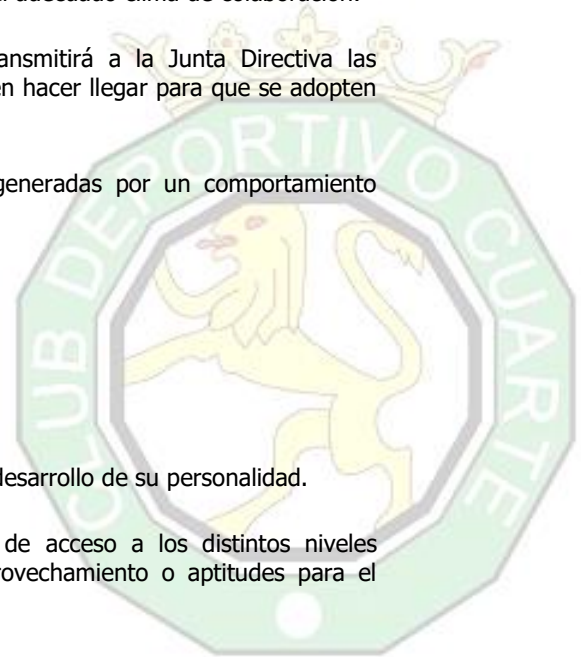 adecuado clima de colaboración.
ansmitirá a la Junta Directiva las
en hacer llegar para que se adopten
generadas por un comportamiento
CLUB DEPORTIVO CUARTE
desarrollo de su personalidad.
de acceso a los distintos niveles
rovechamiento o aptitudes para el